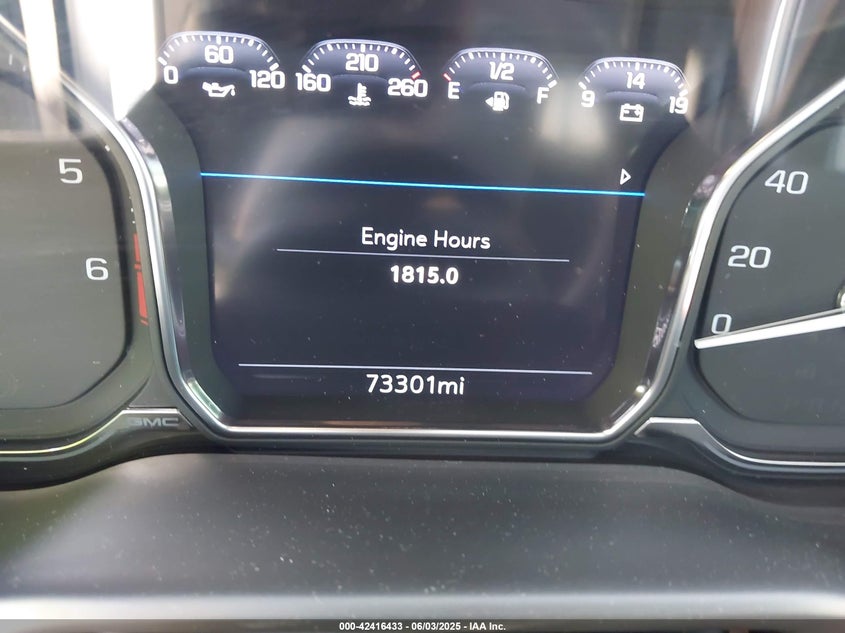 60 210 1/2 14
0 120 160 260 E F 9 19
5
6
40
20
0
Engine Hours
1815.0
73301mi
GMC
000-42416433 - 06/03/2025 - IAA Inc.